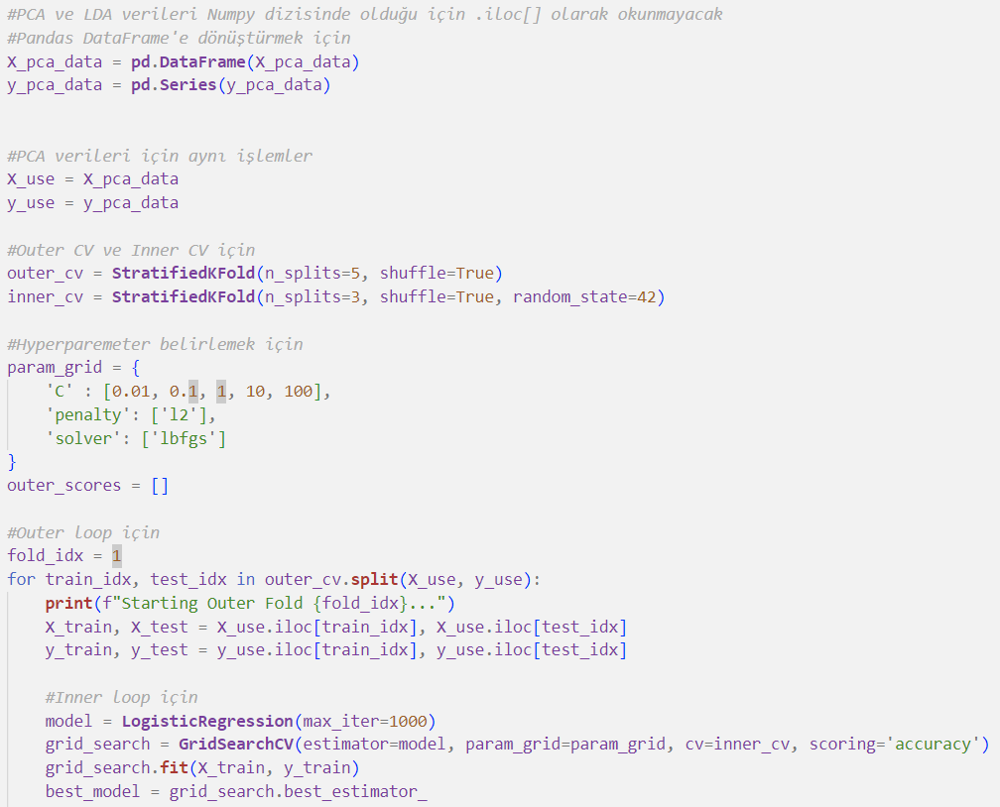 #PCA ve LDA verileri Numpy dizisinde olduğu için .iloc[] olarak okunmayacak
#Pandas DataFrame'e dönüştürmek için
X_pca_data = pd.DataFrame(X_pca_data)
y_pca_data = pd.Series(y_pca_data)
#PCA verileri için aynı işlemler
X_use = X_pca_data
y_use = y_pca_data
#Outer CV ve Inner CV için
outer_cv = StratifiedKFold(n_splits=5, shuffle=True)
inner_cv = StratifiedKFold(n_splits=3, shuffle=True, random_state=42)
#Hyperparemeter belirlemek için
param_grid = {
    'C' : [0.01, 0.1, 1, 10, 100],
    'penalty': ['l2'],
    'solver': ['lbfgs']
}
outer_scores = []
#Outer loop için
fold_idx = 1
for train_idx, test_idx in outer_cv.split(X_use, y_use):
    print(f"Starting Outer Fold {fold_idx}...")
    X_train, X_test = X_use.iloc[train_idx], X_use.iloc[test_idx]
    y_train, y_test = y_use.iloc[train_idx], y_use.iloc[test_idx]
    #Inner loop için
    model = LogisticRegression(max_iter=1000)
    grid_search = GridSearchCV(estimator=model, param_grid=param_grid, cv=inner_cv, scoring='accuracy')
    grid_search.fit(X_train, y_train)
    best_model = grid_search.best_estimator_